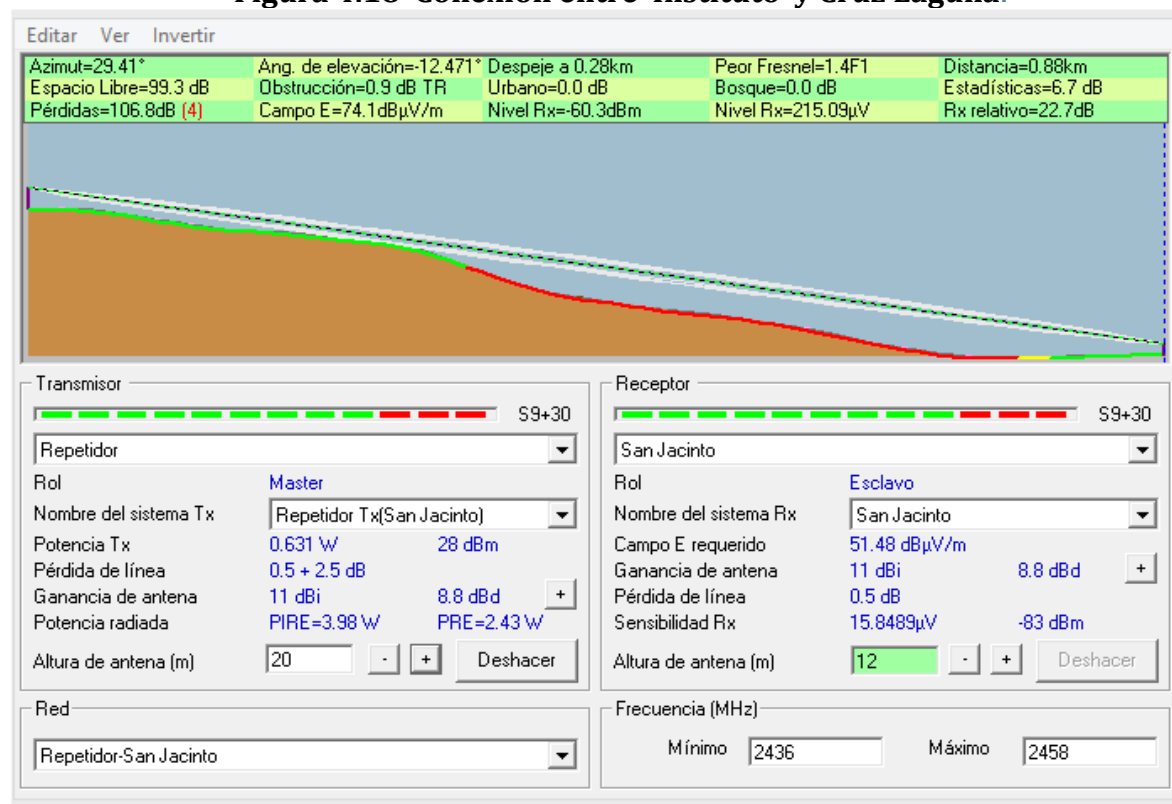 Figura 4.18 Conexión entre Instituto y Cruz Laguna.
Editar Ver Invertir
Azimut=29.41° Ang. de elevación=-12.471° Despeje a 0.28km Peor Fresnel=1.4F1 Distancia=0.88km
Espacio Libre=99.3 dB Obstrucción=0.9 dB TR Urbano=0.0 dB Bosque=0.0 dB Estadísticas=6.7 dB
Pérdidas=106.8dB (4) Campo E=74.1dBµV/m Nivel Rx=-60.3dBm Nivel Rx=215.09µV Rx relativo=22.7dB
Transmisor
S9+30
Repetidor
Rol Master
Nombre del sistema Tx Repetidor Tx(San Jacinto)
Potencia Tx 0.631 W 28 dBm
Pérdida de línea 0.5 + 2.5 dB
Ganancia de antena 11 dBi 8.8 dBd +
Potencia radiada PIRE=3.98 W PRE=2.43 W
Altura de antena (m) 20 - + Deshacer
Receptor
S9+30
San Jacinto
Rol Esclavo
Nombre del sistema Rx San Jacinto
Campo E requerido 51.48 dBµV/m
Ganancia de antena 11 dBi 8.8 dBd +
Pérdida de línea 0.5 dB
Sensibilidad Rx 15.8489µV -83 dBm
Altura de antena (m) 12 - + Deshacer
Red
Repetidor-San Jacinto
Frecuencia (MHz)
Mínimo 2436 Máximo 2458